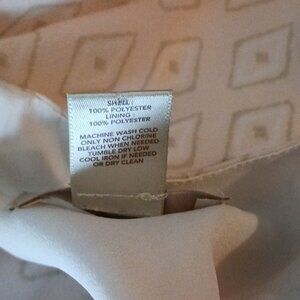 SHELL:
100% POLYESTER
LINING:
100% POLYESTER
MACHINE WASH COLD
ONLY NON CHLORINE
BLEACH WHEN NEEDED
TUMBLE DRY LOW
COOL IRON IF NEEDED
OR DRY CLEAN